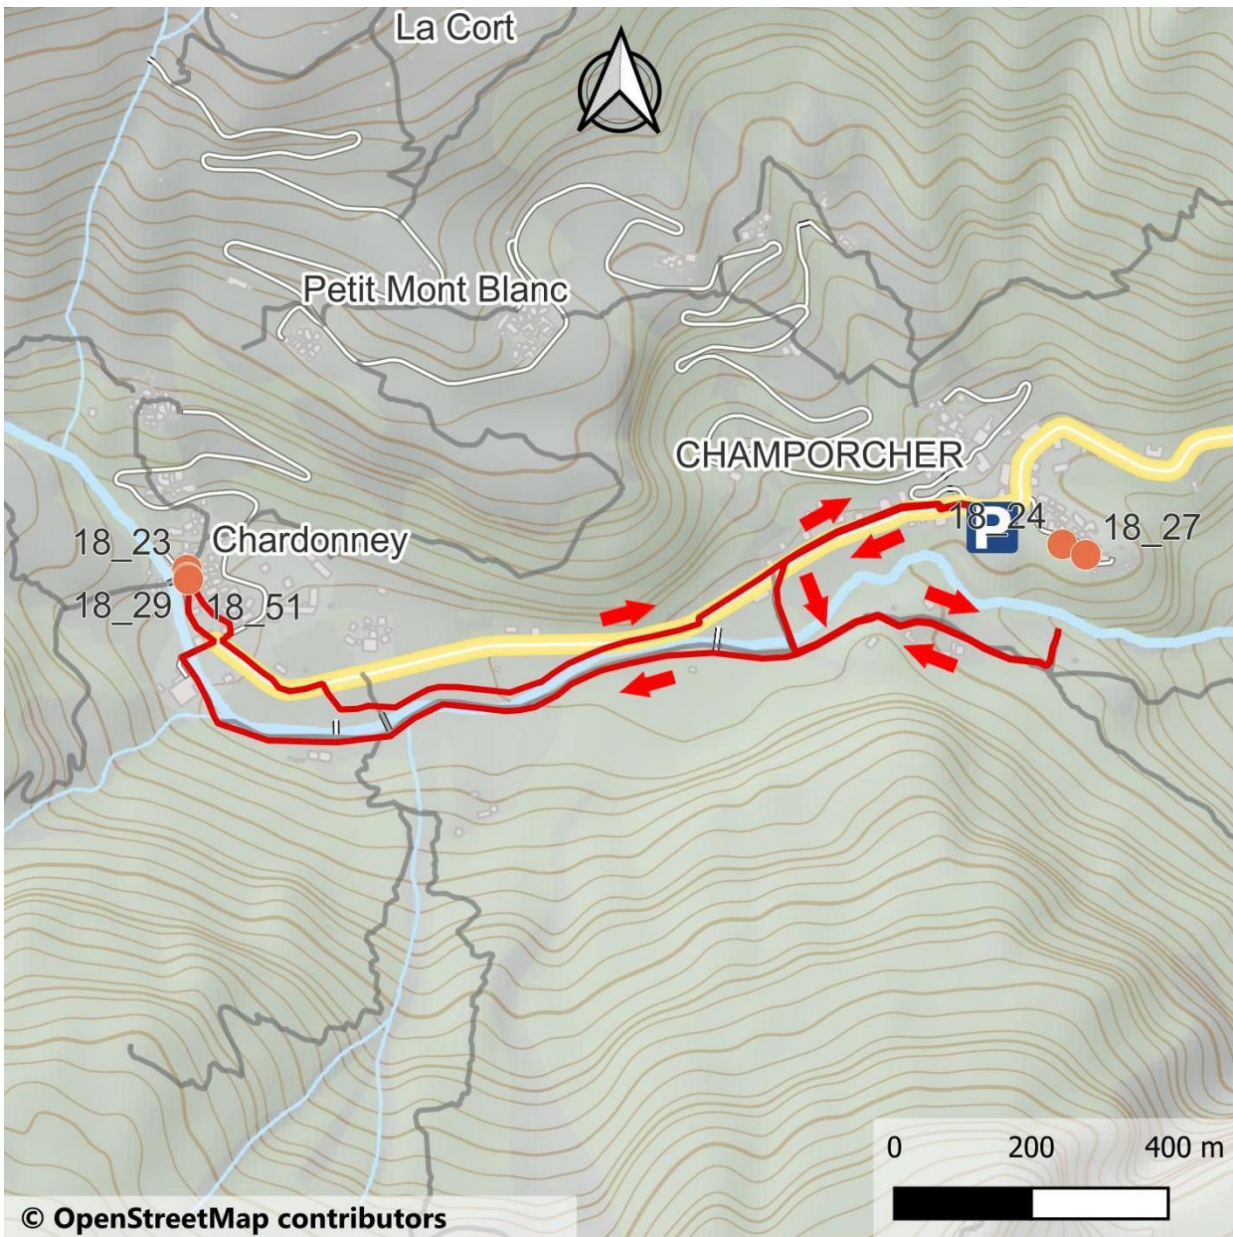 La Cort
Petit Mont Blanc
CHAMPORCHER
18_24
P
18_27
18_23
Chardonney
18_29
18_51
0 200 400 m
© OpenStreetMap contributors